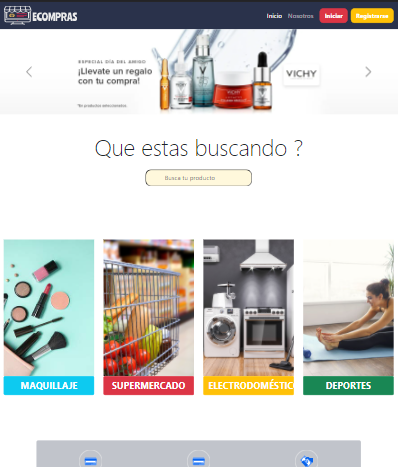 ECOMPRAS
Inicio
Nosotros
Iniciar
Registrarse
ESPECIAL DÍA DEL AMIGO
¡Llevate un regalo
con tu compra!
*En productos seleccionados.
VICHY
VICHY
Que estas buscando ?
Busca tu producto
MAQUILLAJE
SUPERMERCADO
ELECTRODOMÉSTIC
DEPORTES